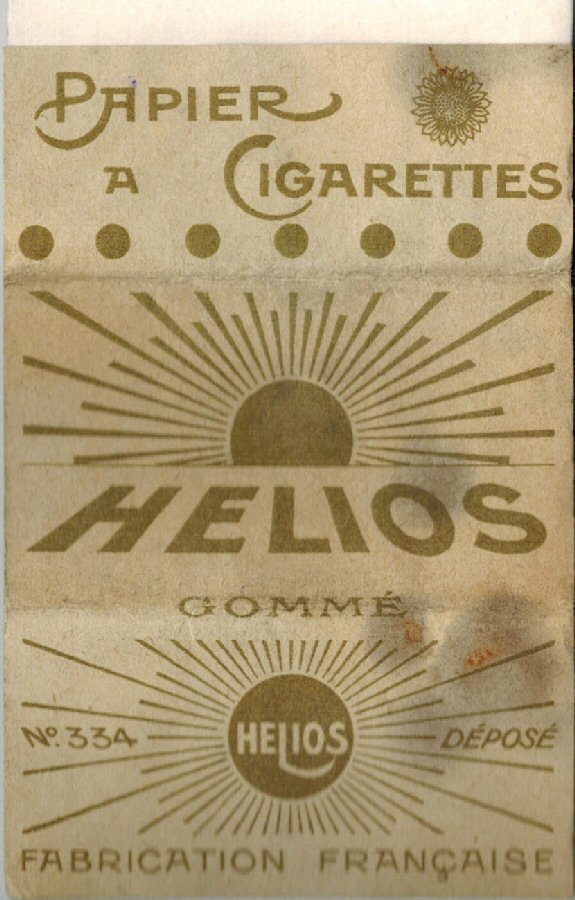 PAPIER
A CIGARETTES
HELIOS
GOMMÉ
HELIOS
Nº 334 DÉPOSÉ
FABRICATION FRANÇAISE